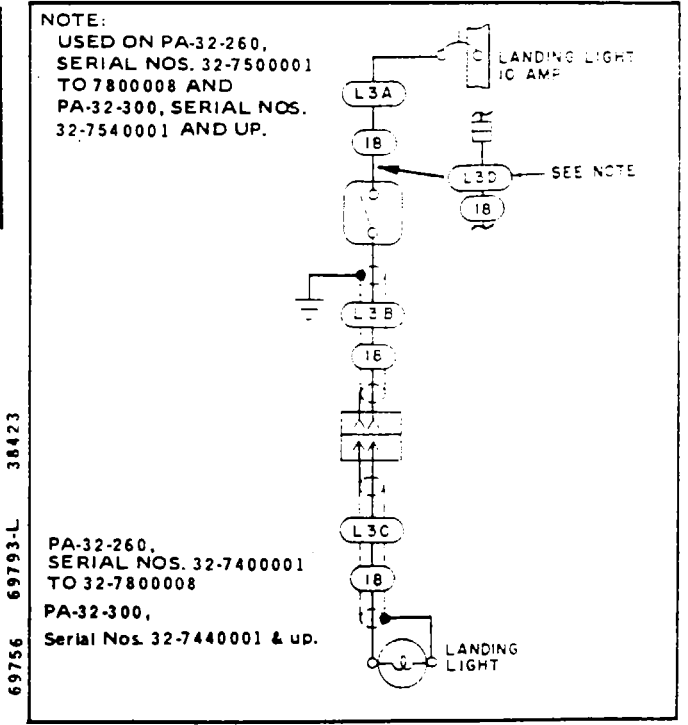 NOTE:
USED ON PA-32-260,
SERIAL NOS. 32-7500001
TO 7800008 AND
PA-32-300, SERIAL NOS.
32-7540001 AND UP.
LANDING LIGHT
10 AMP
L3A
18
L3D
SEE NOTE
18
L3B
18
L3C
18
PA-32-260,
SERIAL NOS. 32-7400001
TO 32-7800008
PA-32-300,
Serial Nos. 32-7440001 & up.
LANDING
LIGHT
69756 69793-L 38423